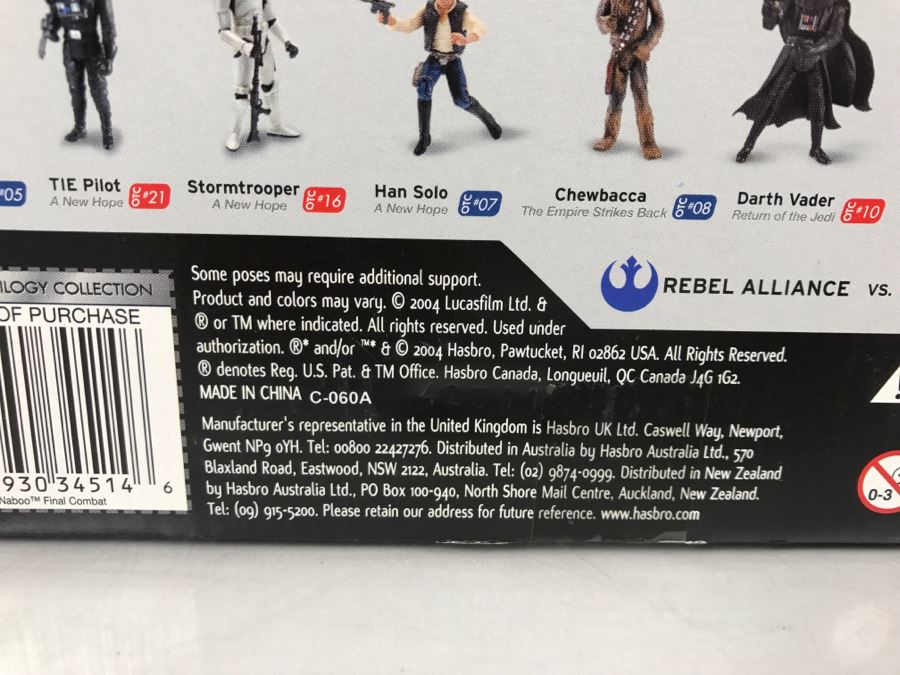 #05
TIE Pilot
A New Hope
OTC #21
Stormtrooper
A New Hope
OTC #16
Han Solo
A New Hope
OTC #07
Chewbacca
The Empire Strikes Back
OTC #08
Darth Vader
Return of the Jedi
OTC #10
REBEL ALLIANCE VS.
ILOGY COLLECTION
OF PURCHASE
930 34514 6
Naboo™ Final Combat
Some poses may require additional support.
Product and colors may vary. © 2004 Lucasfilm Ltd. &
® or TM where indicated. All rights reserved. Used under
authorization. ®* and/or ™* & © 2004 Hasbro, Pawtucket, RI 02862 USA. All Rights Reserved.
® denotes Reg. U.S. Pat. & TM Office. Hasbro Canada, Longueuil, QC Canada J4G 1G2.
MADE IN CHINA C-060A
Manufacturer's representative in the United Kingdom is Hasbro UK Ltd. Caswell Way, Newport,
Gwent NP9 0YH. Tel: 00800 22427276. Distributed in Australia by Hasbro Australia Ltd., 570
Blaxland Road, Eastwood, NSW 2122, Australia. Tel: (02) 9874-0999. Distributed in New Zealand
by Hasbro Australia Ltd., PO Box 100-940, North Shore Mail Centre, Auckland, New Zealand.
Tel: (09) 915-5200. Please retain our address for future reference. www.hasbro.com
0-3